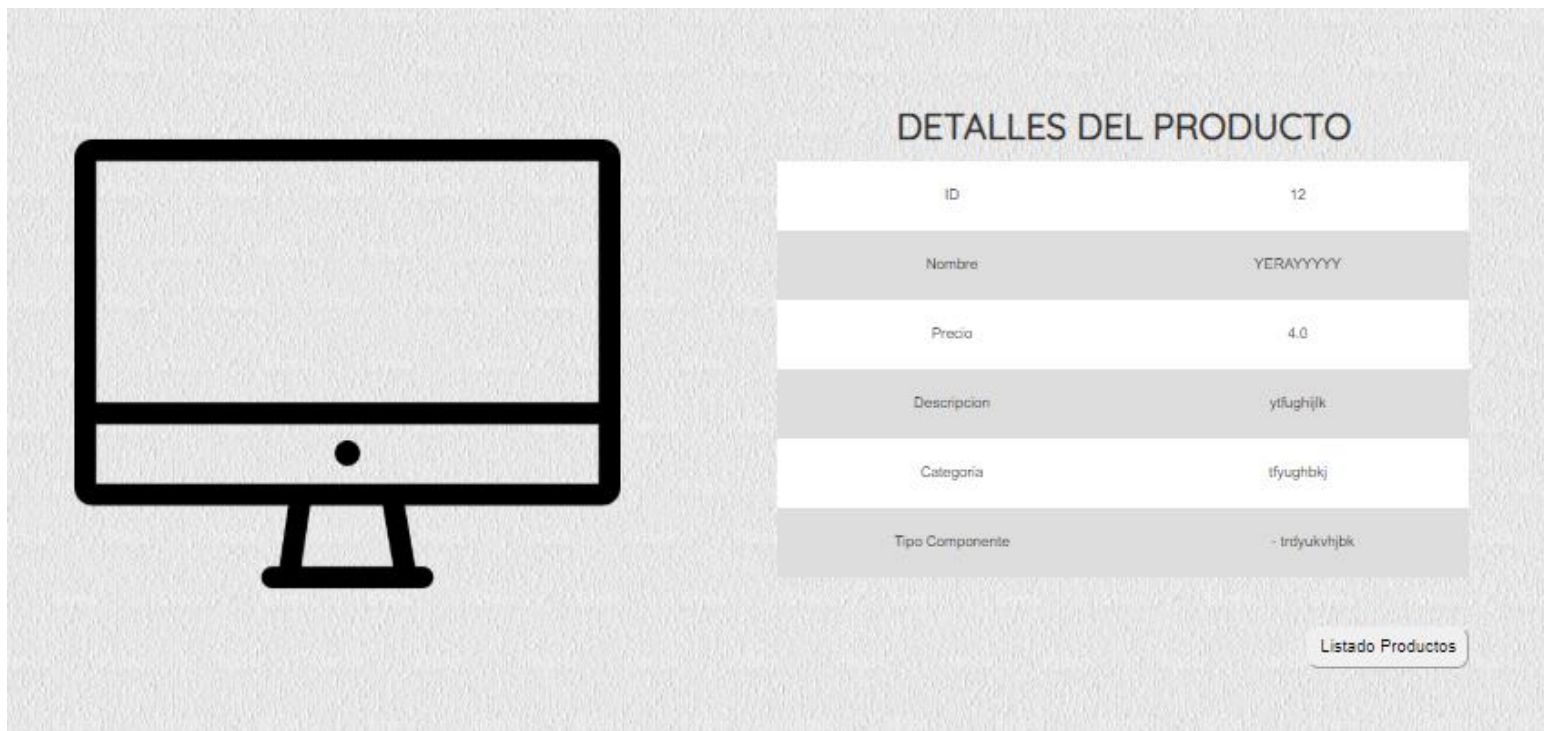 DETALLES DEL PRODUCTO
ID 12
Nombre YERAYYYYY
Precio 4.0
Descripcion ytfughijlk
Categoria tfyughbkj
Tipo Componente - trdyukvhjbk
Listado Productos